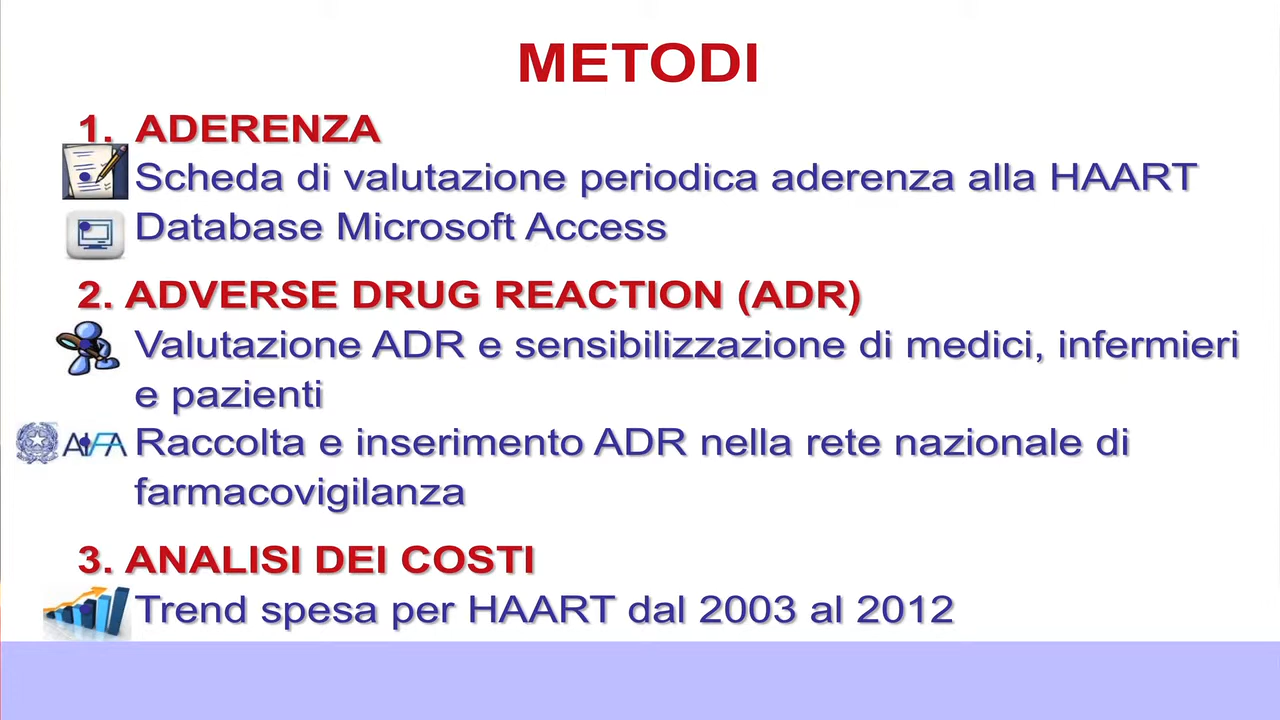 METODI
1. ADERENZA
Scheda di valutazione periodica aderenza alla HAART
Database Microsoft Access
2. ADVERSE DRUG REACTION (ADR)
Valutazione ADR e sensibilizzazione di medici, infermieri
e pazienti
AIFA Raccolta e inserimento ADR nella rete nazionale di
farmacovigilanza
3. ANALISI DEI COSTI
Trend spesa per HAART dal 2003 al 2012